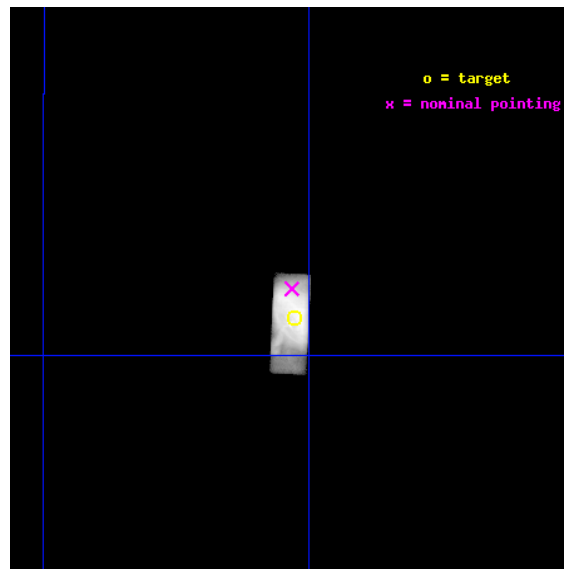 o = target
x = nominal pointing